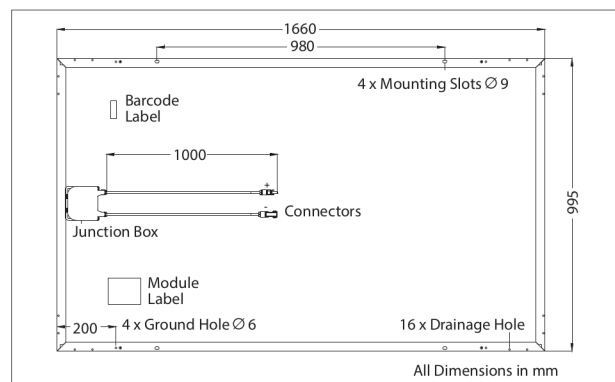 1660
980
4 x Mounting Slots ∅ 9
Barcode
Label
1000
+
-
Connectors
995
Junction Box
Module
Label
200
4 x Ground Hole ∅ 6
16 x Drainage Hole
All Dimensions in mm